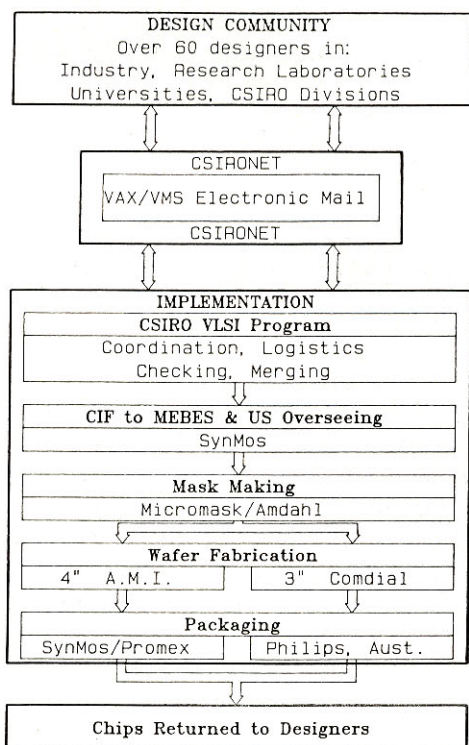 DESIGN COMMUNITY
Over 60 designers in:
Industry, Research Laboratories
Universities, CSIRO Divisions
CSIRONET
VAX/VMS Electronic Mail
CSIRONET
IMPLEMENTATION
CSIRO VLSI Program
Coordination, Logistics
Checking, Merging
CIF to MEBES & US Overseeing
SynMos
Mask Making
Micromask/Amdahl
Wafer Fabrication
4" A.M.I.
3" Comdial
Packaging
SynMos/Promex
Philips, Aust.
Chips Returned to Designers